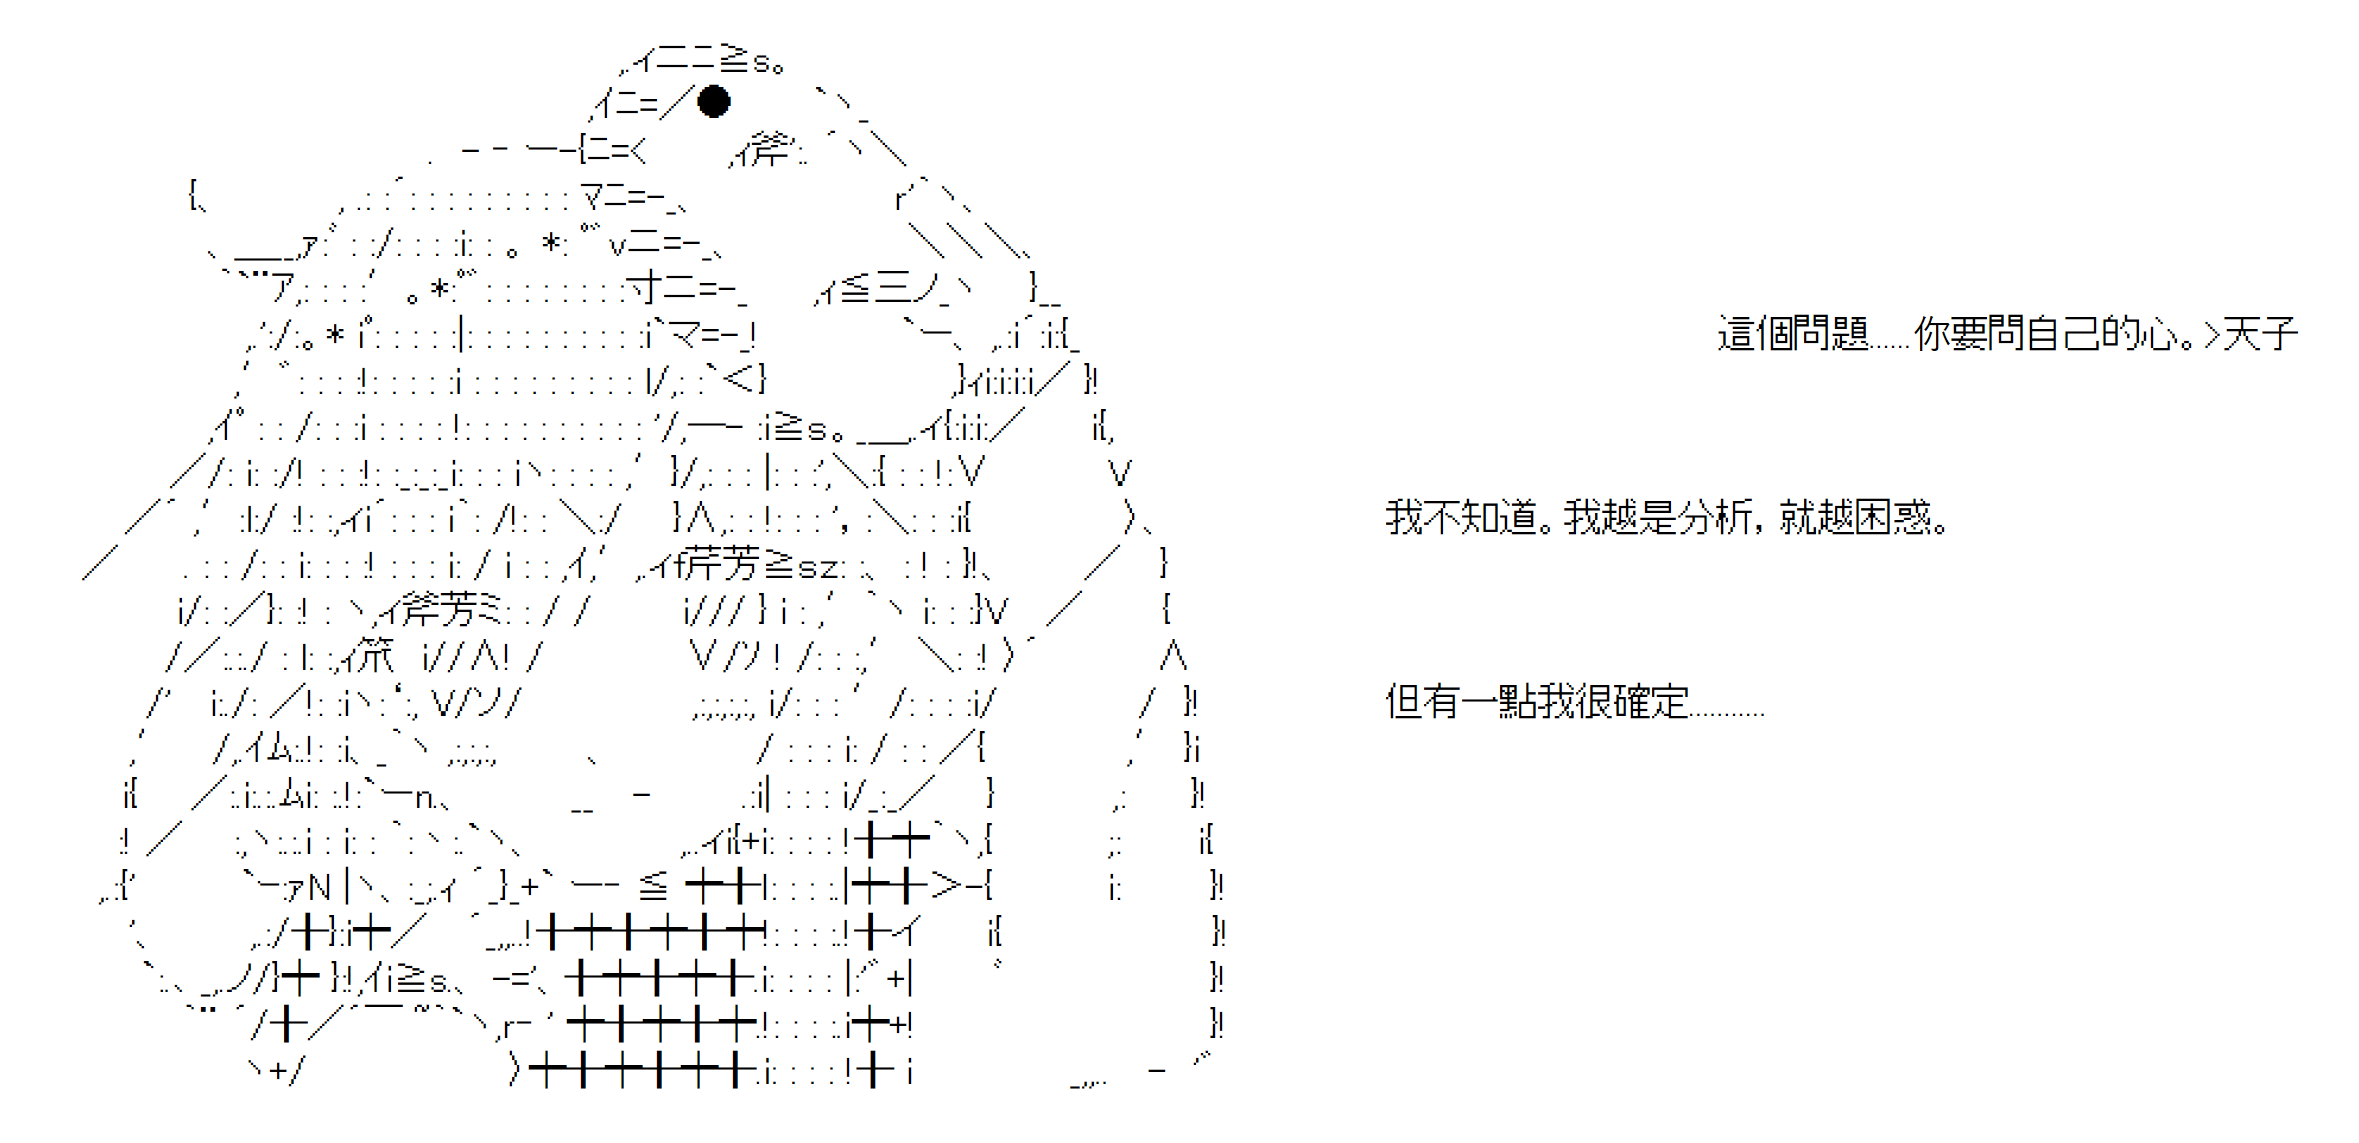 這個問題……你要問自己的心。>天子
我不知道。我越是分析，就越困惑。
但有一點我很確定…………